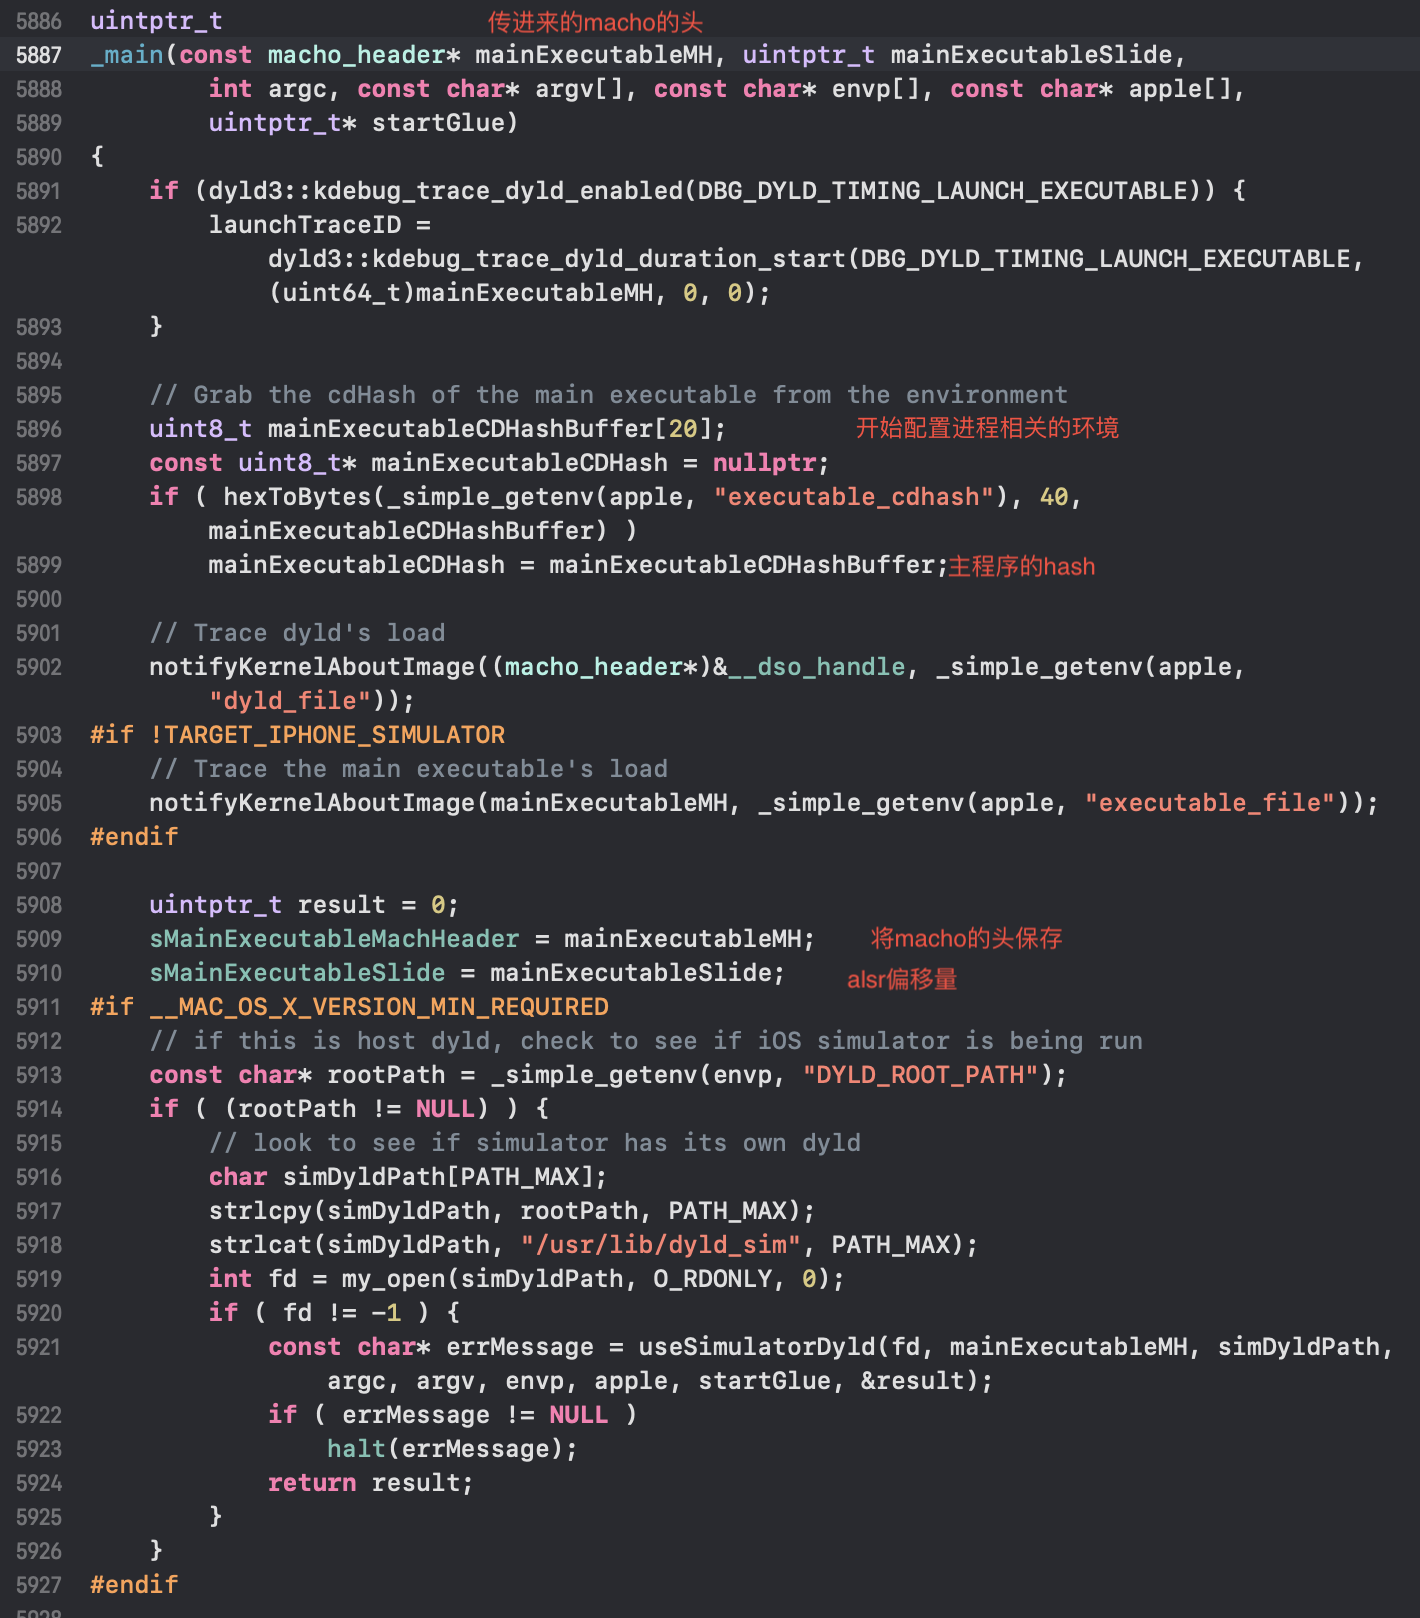 5886 uintptr_t 传进来的macho的头
5887 _main(const macho_header* mainExecutableMH, uintptr_t mainExecutableSlide,
5888 int argc, const char* argv[], const char* envp[], const char* apple[],
5889 uintptr_t* startGlue)
5890 {
5891 if (dyld3::kdebug_trace_dyld_enabled(DBG_DYLD_TIMING_LAUNCH_EXECUTABLE)) {
5892 launchTraceID =
dyld3::kdebug_trace_dyld_duration_start(DBG_DYLD_TIMING_LAUNCH_EXECUTABLE,
(uint64_t)mainExecutableMH, 0, 0);
5893 }
5894
5895 // Grab the cdHash of the main executable from the environment
5896 uint8_t mainExecutableCDHashBuffer[20]; 开始配置进程相关的环境
5897 const uint8_t* mainExecutableCDHash = nullptr;
5898 if ( hexToBytes(_simple_getenv(apple, "executable_cdhash"), 40,
mainExecutableCDHashBuffer) )
5899 mainExecutableCDHash = mainExecutableCDHashBuffer;主程序的hash
5900
5901 // Trace dyld's load
5902 notifyKernelAboutImage((macho_header*)&__dso_handle, _simple_getenv(apple,
"dyld_file"));
5903 #if !TARGET_IPHONE_SIMULATOR
5904 // Trace the main executable's load
5905 notifyKernelAboutImage(mainExecutableMH, _simple_getenv(apple, "executable_file"));
5906 #endif
5907
5908 uintptr_t result = 0;
5909 sMainExecutableMachHeader = mainExecutableMH; 将macho的头保存
5910 sMainExecutableSlide = mainExecutableSlide; alsr偏移量
5911 #if __MAC_OS_X_VERSION_MIN_REQUIRED
5912 // if this is host dyld, check to see if iOS simulator is being run
5913 const char* rootPath = _simple_getenv(envp, "DYLD_ROOT_PATH");
5914 if ( (rootPath != NULL) ) {
5915 // look to see if simulator has its own dyld
5916 char simDyldPath[PATH_MAX];
5917 strlcpy(simDyldPath, rootPath, PATH_MAX);
5918 strlcat(simDyldPath, "/usr/lib/dyld_sim", PATH_MAX);
5919 int fd = my_open(simDyldPath, O_RDONLY, 0);
5920 if ( fd != -1 ) {
5921 const char* errMessage = useSimulatorDyld(fd, mainExecutableMH, simDyldPath,
argc, argv, envp, apple, startGlue, &result);
5922 if ( errMessage != NULL )
5923 halt(errMessage);
5924 return result;
5925 }
5926 }
5927 #endif
5928